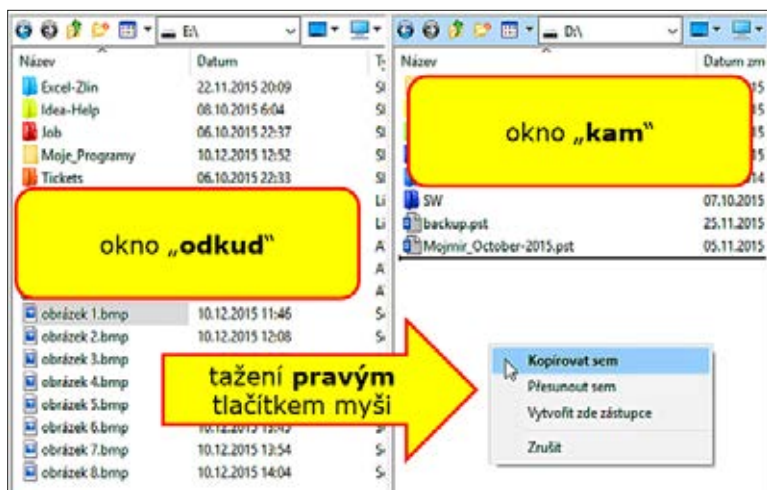 E:\
Název Datum
Excel-Zlin 22.11.2015 20:09
Idea-Help 08.10.2015 6:04
Job 06.10.2015 22:37
Moje_Programy 10.12.2015 12:52
Tickets 06.10.2015 22:33
okno „odkud“
obrázek 1.bmp 10.12.2015 11:46
obrázek 2.bmp 10.12.2015 12:08
obrázek 3.bmp
obrázek 4.bmp
obrázek 5.bmp
obrázek 6.bmp
obrázek 7.bmp 10.12.2015 13:54
obrázek 8.bmp 10.12.2015 14:04
tažení pravým
tlačítkem myši
D:\
Název Datum zm
okno „kam“
SW 07.10.2015
backup.pst 25.11.2015
Mojmir_October-2015.pst 05.11.2015
Kopírovat sem
Přesunout sem
Vytvořit zde zástupce
Zrušit